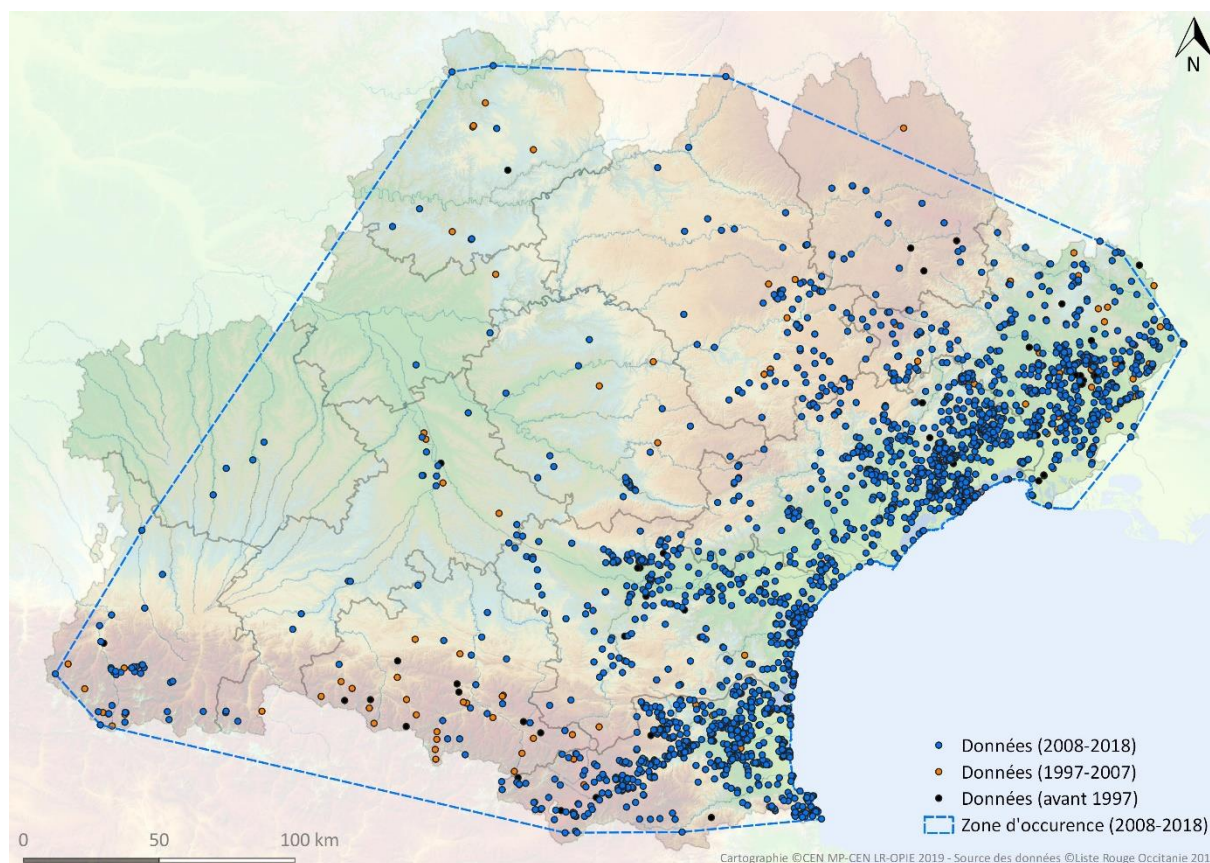 N
Données (2008-2018)
Données (1997-2007)
Données (avant 1997)
Zone d'occurence (2008-2018)
0 50 100 km
Cartographie ©CEN MP-CEN LR-OPIE 2019 - Source des données ©Liste Rouge Occitanie 201